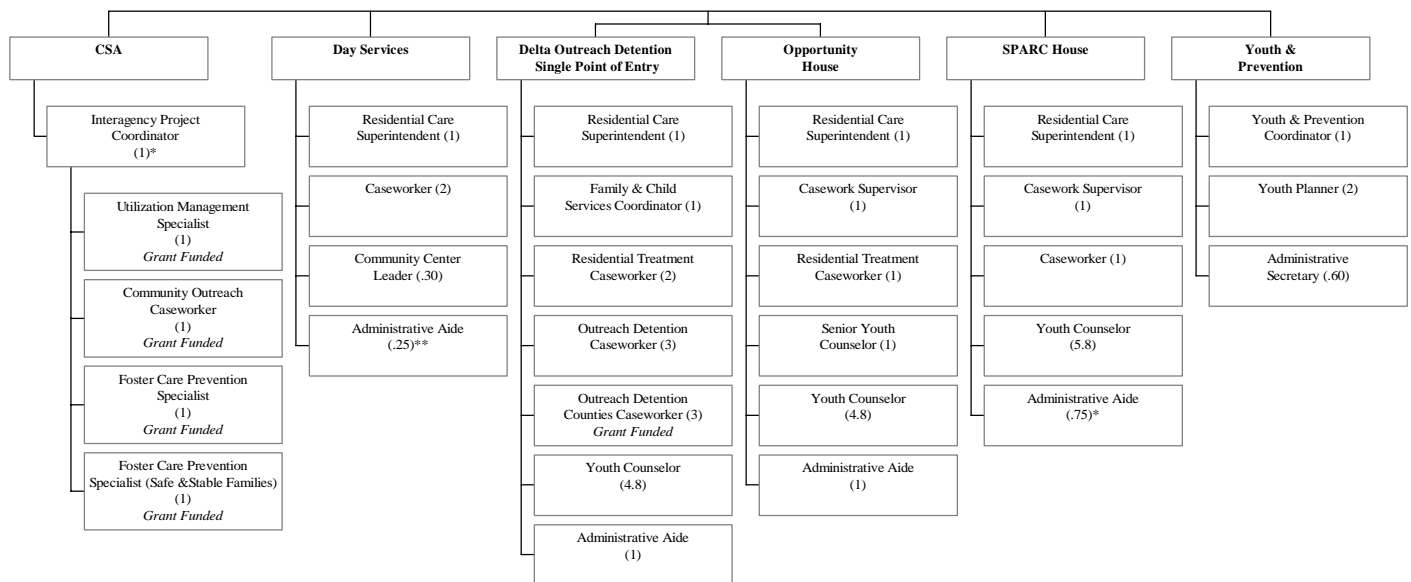 CSA
Interagency Project
Coordinator
(1)*
Utilization Management
Specialist
(1)
Grant Funded
Community Outreach
Caseworker
(1)
Grant Funded
Foster Care Prevention
Specialist
(1)
Grant Funded
Foster Care Prevention
Specialist (Safe &Stable Families)
(1)
Grant Funded
Day Services
Residential Care
Superintendent (1)
Caseworker (2)
Community Center
Leader (.30)
Administrative Aide
(.25)**
Delta Outreach Detention
Single Point of Entry
Residential Care
Superintendent (1)
Family & Child
Services Coordinator (1)
Residential Treatment
Caseworker (2)
Outreach Detention
Caseworker (3)
Outreach Detention
Counties Caseworker (3)
Grant Funded
Youth Counselor
(4.8)
Administrative Aide
(1)
Opportunity
House
Residential Care
Superintendent (1)
Casework Supervisor
(1)
Residential Treatment
Caseworker (1)
Senior Youth
Counselor (1)
Youth Counselor
(4.8)
Administrative Aide
(1)
SPARC House
Residential Care
Superintendent (1)
Casework Supervisor
(1)
Caseworker (1)
Youth Counselor
(5.8)
Administrative Aide
(.75)*
Youth &
Prevention
Youth & Prevention
Coordinator (1)
Youth Planner (2)
Administrative
Secretary (.60)